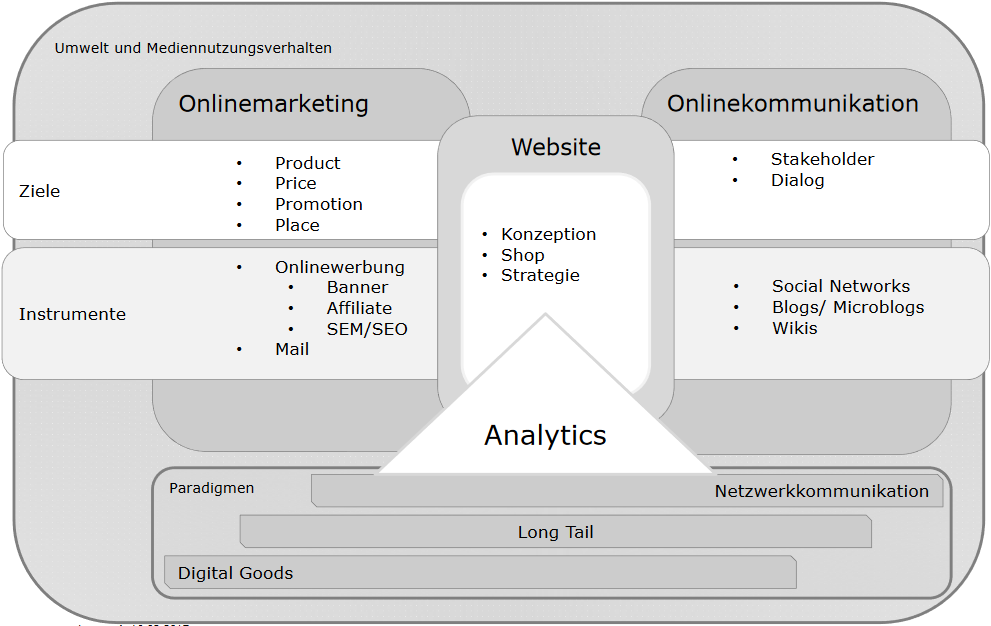 Umwelt und Mediennutzungsverhalten
Onlinemarketing
Onlinekommunikation
Website
Ziele
• Product
• Price
• Promotion
• Place
• Stakeholder
• Dialog
• Konzeption
• Shop
• Strategie
Instrumente
• Onlinewerbung
• Banner
• Affiliate
• SEM/SEO
• Mail
• Social Networks
• Blogs/ Microblogs
• Wikis
Analytics
Paradigmen
Netzwerkkommunikation
Long Tail
Digital Goods